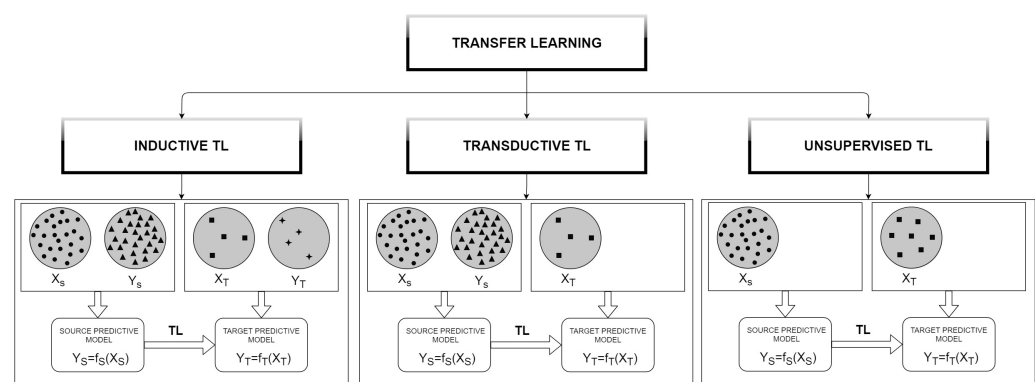 TRANSFER LEARNING
INDUCTIVE TL
TRANSDUCTIVE TL
UNSUPERVISED TL
Xs
Ys
XT
YT
SOURCE PREDICTIVE
MODEL
YS=fS(XS)
TL
TARGET PREDICTIVE
MODEL
YT=fT(XT)
Xs
Ys
XT
SOURCE PREDICTIVE
MODEL
YS=fS(XS)
TL
TARGET PREDICTIVE
MODEL
YT=fT(XT)
Xs
XT
SOURCE PREDICTIVE
MODEL
YS=fS(XS)
TL
TARGET PREDICTIVE
MODEL
YT=fT(XT)